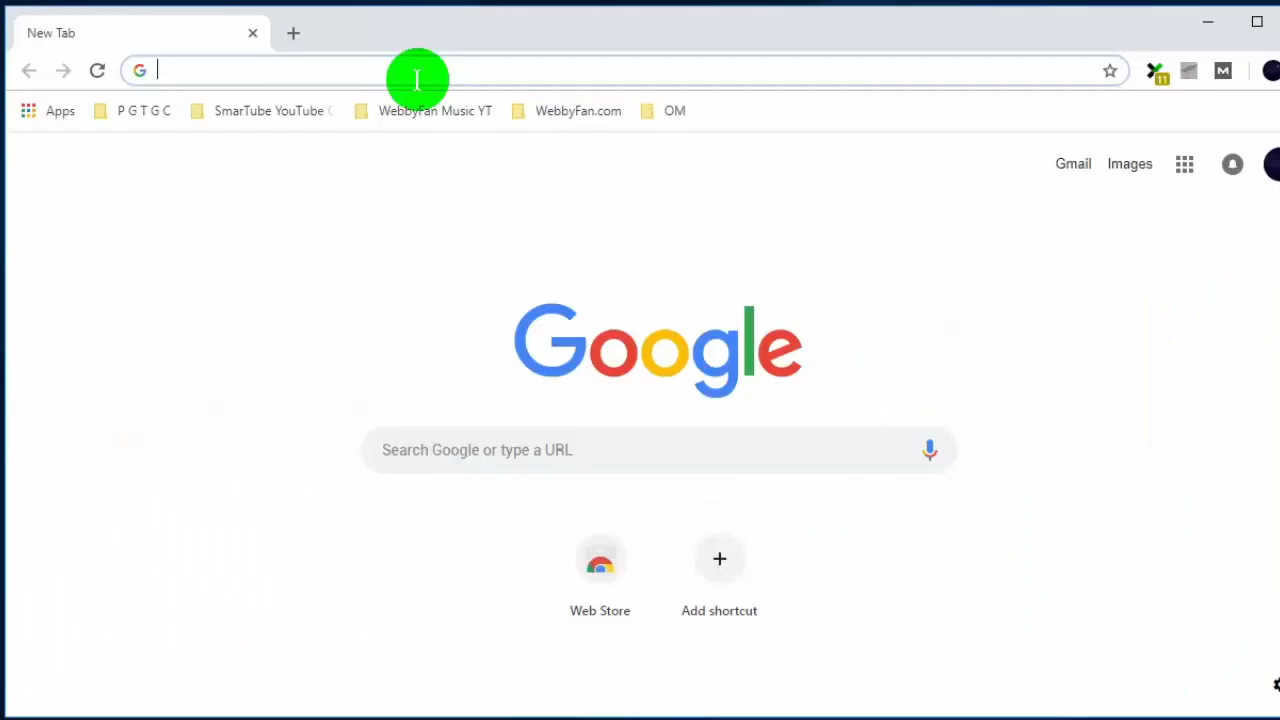 New Tab
Apps P G T G C SmarTube YouTube WebbyFan Music YT WebbyFan.com OM
11
M
Gmail Images
Google
Search Google or type a URL
Web Store Add shortcut